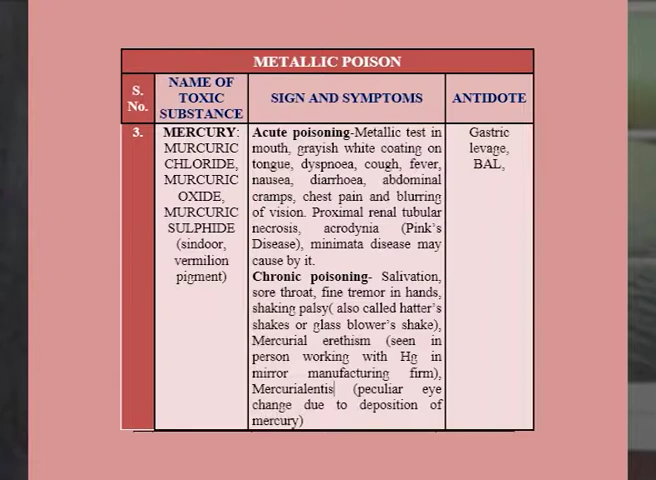 METALLIC POISON
S. No.
NAME OF TOXIC SUBSTANCE
SIGN AND SYMPTOMS
ANTIDOTE
3.
MERCURY:
MURCURIC
CHLORIDE,
MURCURIC
OXIDE,
MURCURIC
SULPHIDE
(sindoor,
vermilion
pigment)
Acute poisoning-Metallic test in
mouth, grayish white coating on
tongue, dyspnoea, cough, fever,
nausea, diarrhoea, abdominal
cramps, chest pain and blurring
of vision. Proximal renal tubular
necrosis, acrodynia (Pink's
Disease), minimata disease may
cause by it.
Chronic poisoning- Salivation,
sore throat, fine tremor in hands,
shaking palsy( also called hatter's
shakes or glass blower's shake),
Mercurial erethism (seen in
person working with Hg in
mirror manufacturing firm),
Mercurialentis (peculiar eye
change due to deposition of
mercury)
Gastric
levage,
BAL,